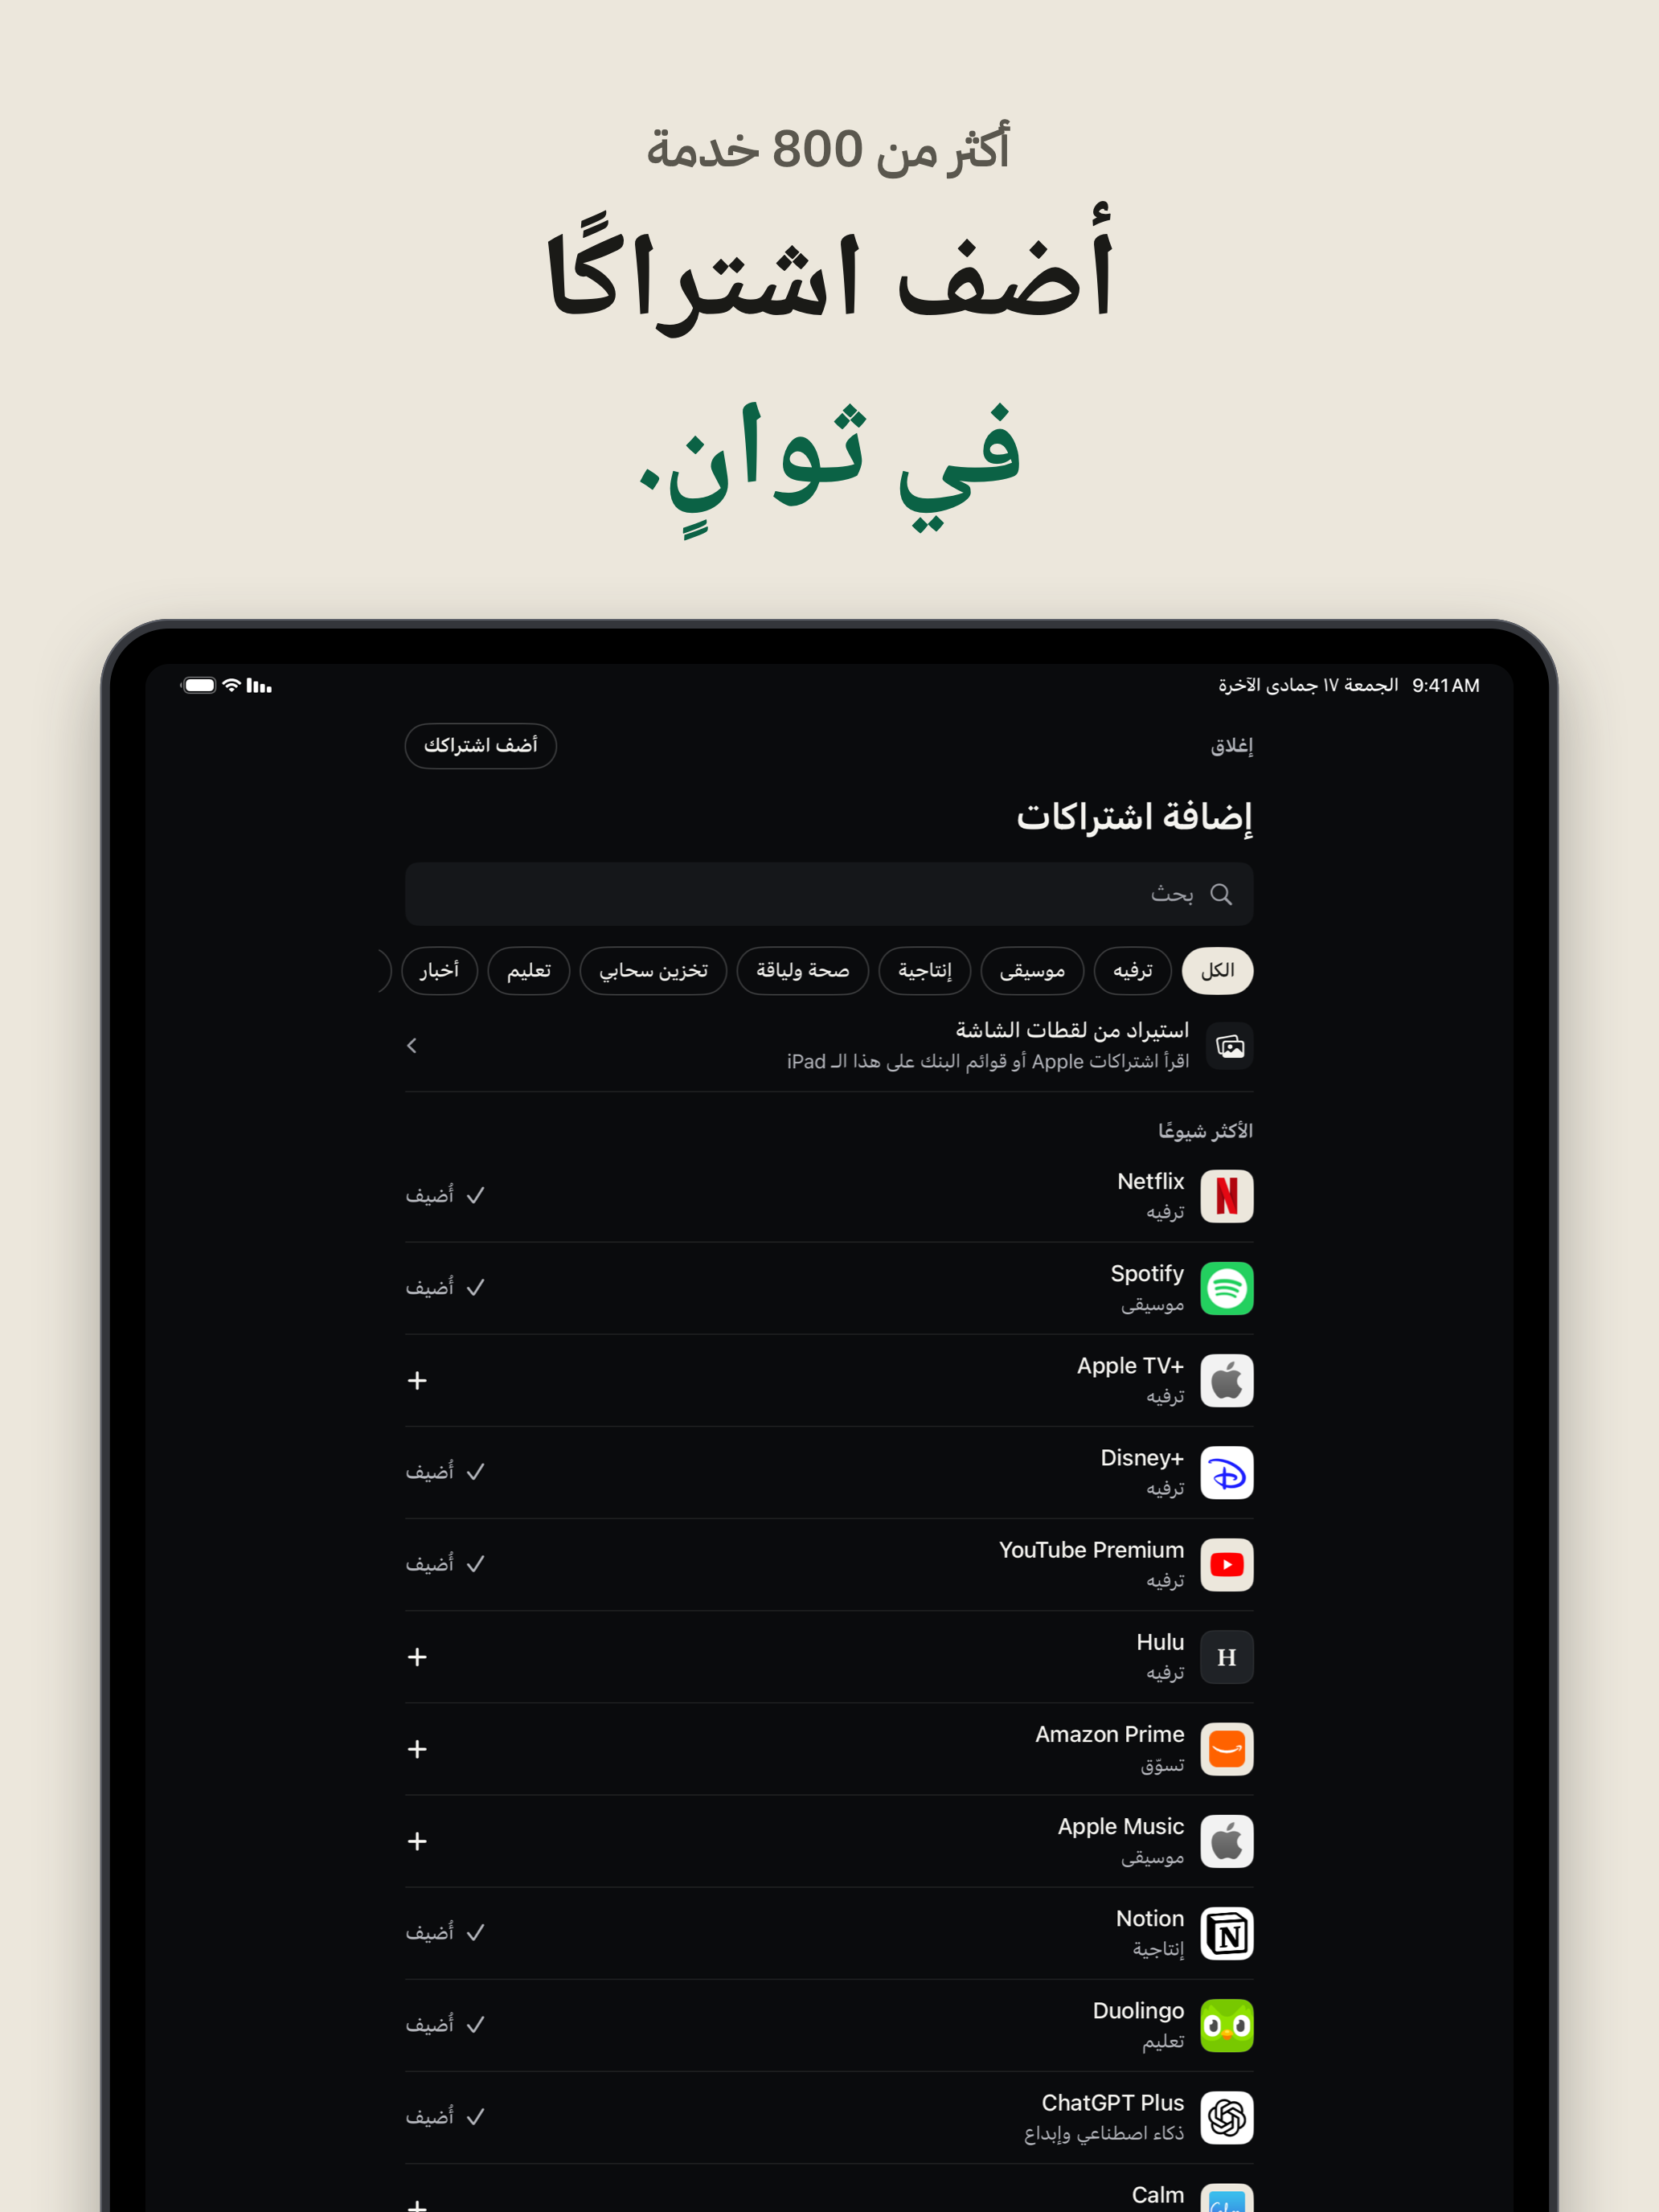 أكثر من 800 خدمة
أضف اشتراكًا
في ثوانٍ.
9:41 AM الجمعة ١٧ جمادى الآخرة
إغلاق
أضف اشتراكك
إضافة اشتراكات
بحث
الكل ترفيه موسيقى إنتاجية صحة ولياقة تخزين سحابي تعليم أخبار
استيراد من لقطات الشاشة
اقرأ اشتراكات Apple أو قوائم البنك على هذا الـ iPad
الأكثر شيوعًا
Netflix
ترفيه
أُضيف
Spotify
موسيقى
أُضيف
Apple TV+
ترفيه
Disney+
ترفيه
أُضيف
YouTube Premium
ترفيه
أُضيف
H
Hulu
ترفيه
Amazon Prime
تسوّق
Apple Music
موسيقى
Notion
إنتاجية
أُضيف
Duolingo
تعليم
أُضيف
ChatGPT Plus
ذكاء اصطناعي وإبداع
أُضيف
Calm